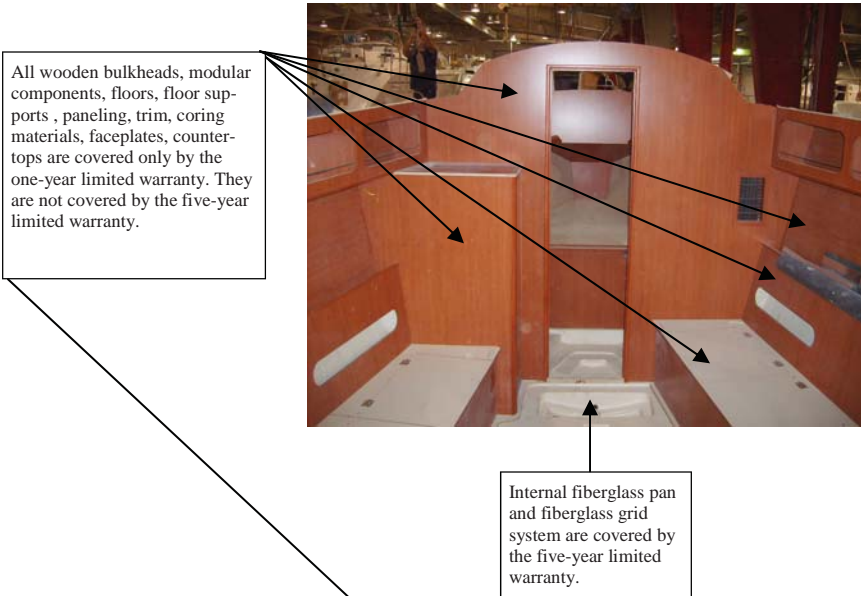 All wooden bulkheads, modular
components, floors, floor sup-
ports , paneling, trim, coring
materials, faceplates, counter-
tops are covered only by the
one-year limited warranty. They
are not covered by the five-year
limited warranty.
Internal fiberglass pan
and fiberglass grid
system are covered by
the five-year limited
warranty.